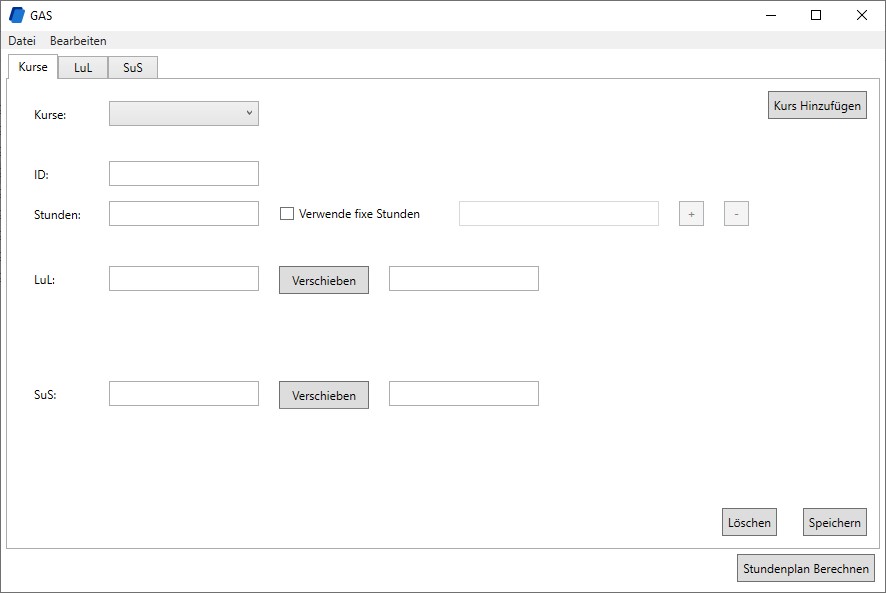 GAS
Datei Bearbeiten
Kurse LuL SuS
Kurse: Kurs Hinzufügen
ID:
Stunden: Verwende fixe Stunden + -
LuL: Verschieben
SuS: Verschieben
Löschen Speichern
Stundenplan Berechnen